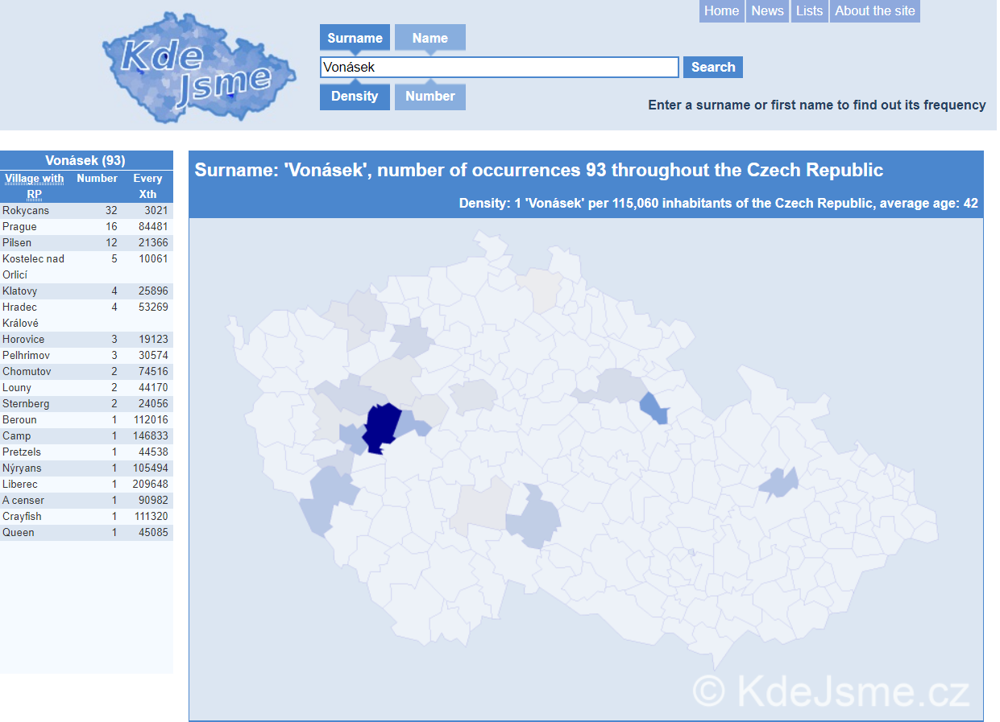 Home News Lists About the site
Kde
Jsme
Surname Name
Vonásek Search
Density Number
Enter a surname or first name to find out its frequency
Vonásek (93)
Village with RP Number Every Xth
Rokycans 32 3021
Prague 16 84481
Pilsen 12 21366
Kostelec nad Orlicí 5 10061
Klatovy 4 25896
Hradec Králové 4 53269
Horovice 3 19123
Pelhrimov 3 30574
Chomutov 2 74516
Louny 2 44170
Sternberg 2 24056
Beroun 1 112016
Camp 1 146833
Pretzels 1 44538
Nýryans 1 105494
Liberec 1 209648
A censer 1 90982
Crayfish 1 111320
Queen 1 45085
Surname: 'Vonásek', number of occurrences 93 throughout the Czech Republic
Density: 1 'Vonásek' per 115,060 inhabitants of the Czech Republic, average age: 42
© KdeJsme.cz